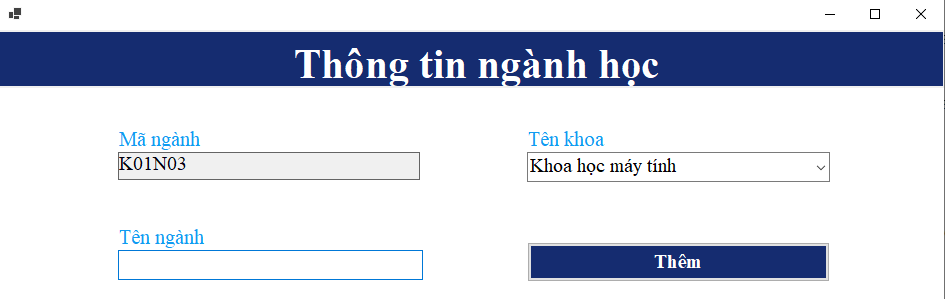 Thông tin ngành học
Mã ngành
Tên khoa
K01N03
Khoa học máy tính
Tên ngành
Thêm